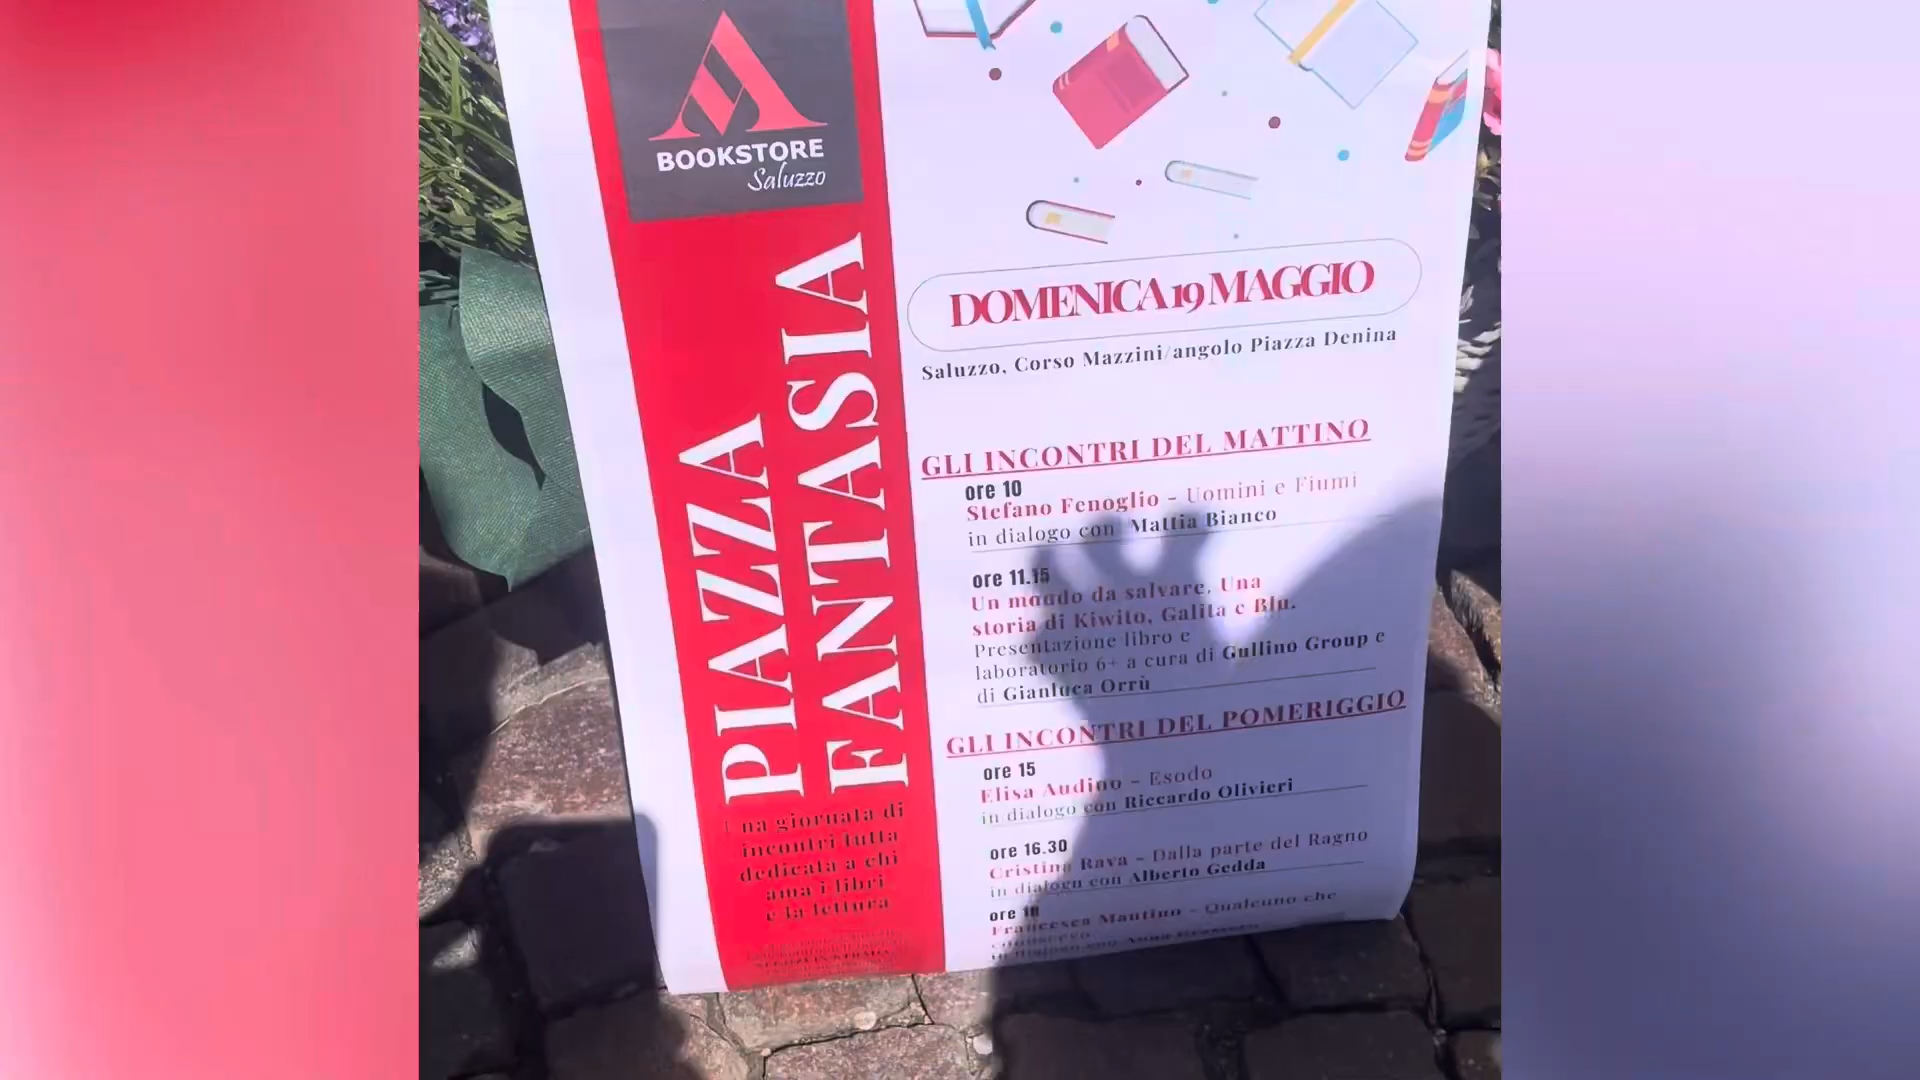 BOOKSTORE
Saluzzo
PIAZZA
FANTASIA
una giornata di
incontri tutta
dedicata a chi
ama i libri
e la lettura
DOMENICA 19 MAGGIO
Saluzzo, Corso Mazzini/angolo Piazza Denina
GLI INCONTRI DEL MATTINO
ore 10
Stefano Fenoglio - Uomini e Fiumi
in dialogo con Mattia Bianco
ore 11.15
Un mondo da salvare. Una
storia di Kiwito, Galita e Blu.
Presentazione libro e
laboratorio 6+ a cura di Gullino Group e
di Gianluca Orrù
GLI INCONTRI DEL POMERIGGIO
ore 15
Elisa Audino - Esodo
in dialogo con Riccardo Olivieri
ore 16.30
Cristina Rava - Dalla parte del Ragno
in dialogo con Alberto Gedda
ore 18
Francesca Mautino - Qualcuno che
in dialogo con Anna